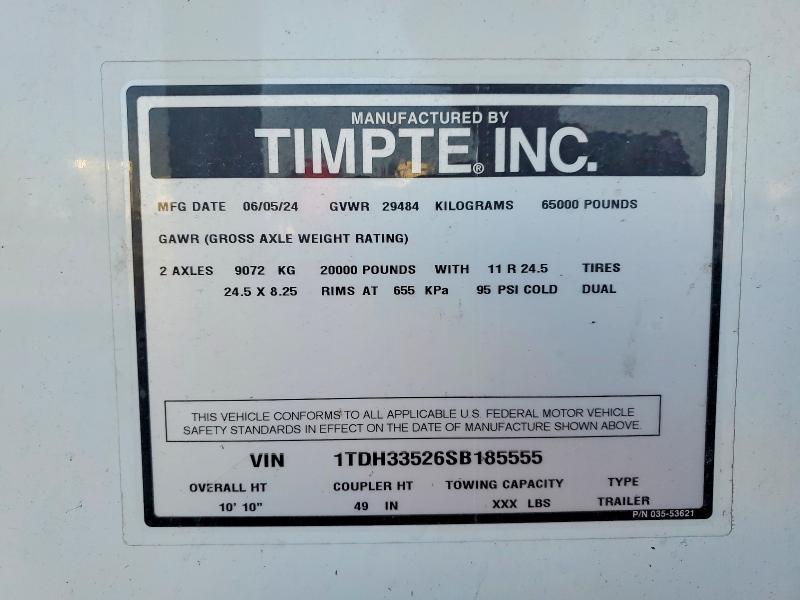 MANUFACTURED BY
TIMPTE® INC.
MFG DATE 06/05/24 GVWR 29484 KILOGRAMS 65000 POUNDS
GAWR (GROSS AXLE WEIGHT RATING)
2 AXLES 9072 KG 20000 POUNDS WITH 11 R 24.5 TIRES
24.5 X 8.25 RIMS AT 655 KPa 95 PSI COLD DUAL
THIS VEHICLE CONFORMS TO ALL APPLICABLE U.S. FEDERAL MOTOR VEHICLE
SAFETY STANDARDS IN EFFECT ON THE DATE OF MANUFACTURE SHOWN ABOVE.
VIN 1TDH33526SB185555
OVERALL HT COUPLER HT TOWING CAPACITY TYPE
10' 10" 49 IN XXX LBS TRAILER
P/N 035-53621